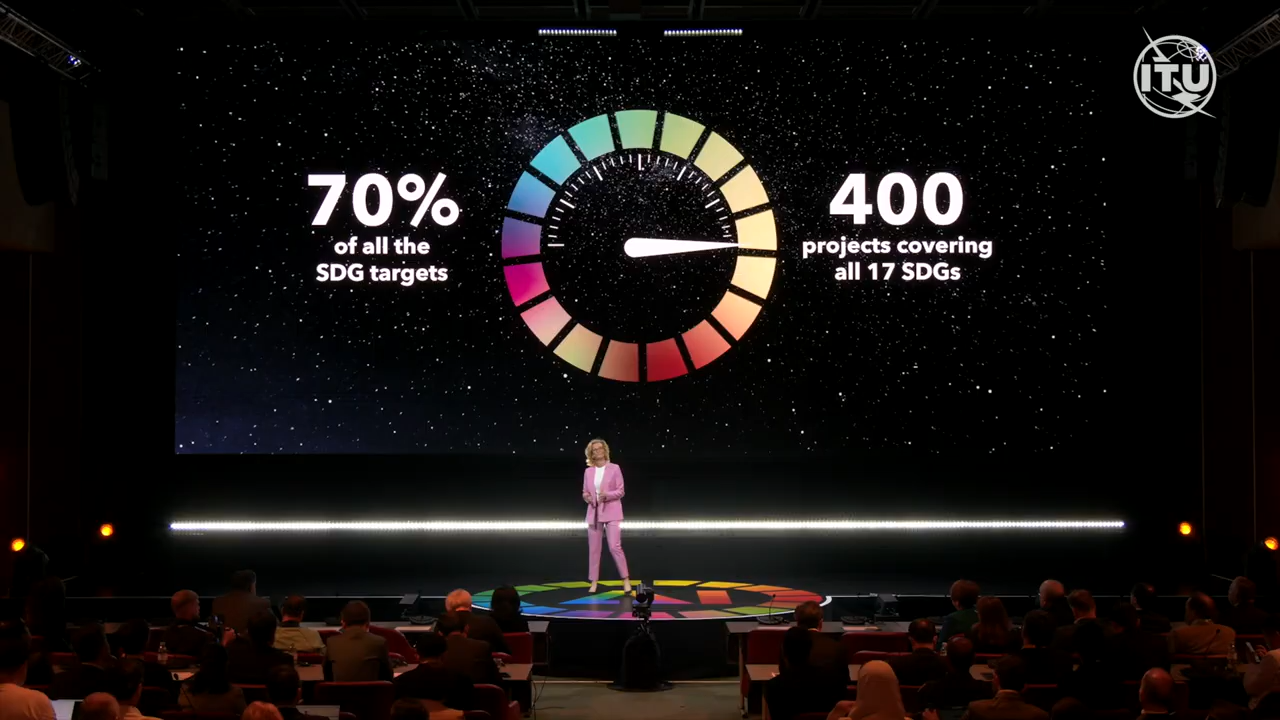 ITU
70%
of all the
SDG targets
400
projects covering
all 17 SDGs